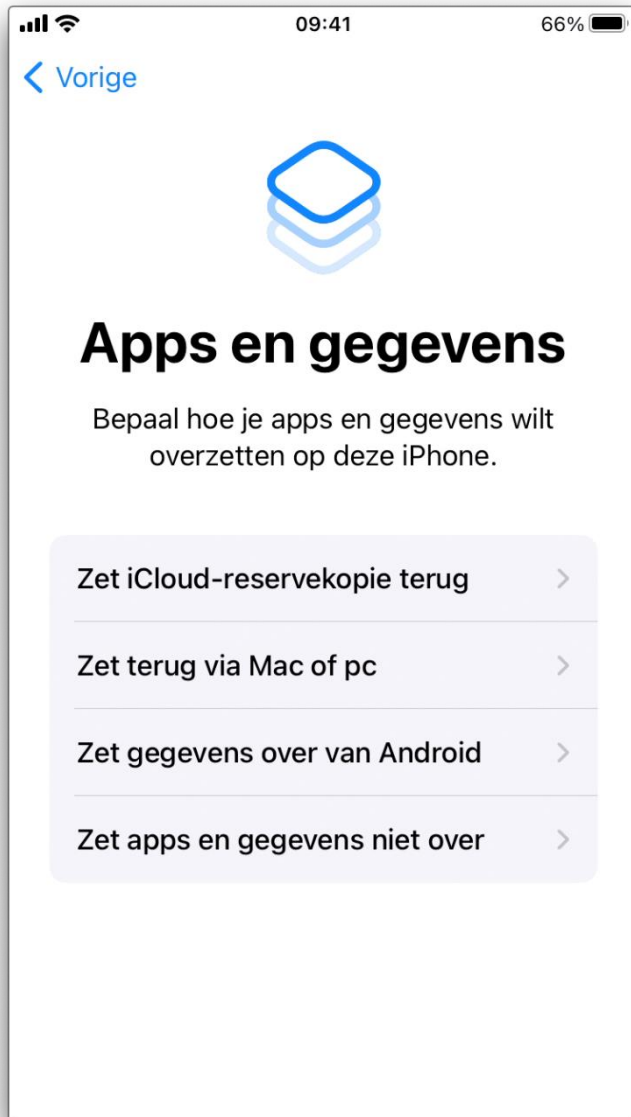 09:41 66%
Vorige
Apps en gegevens
Bepaal hoe je apps en gegevens wilt
overzetten op deze iPhone.
Zet iCloud-reservekopie terug
Zet terug via Mac of pc
Zet gegevens over van Android
Zet apps en gegevens niet over